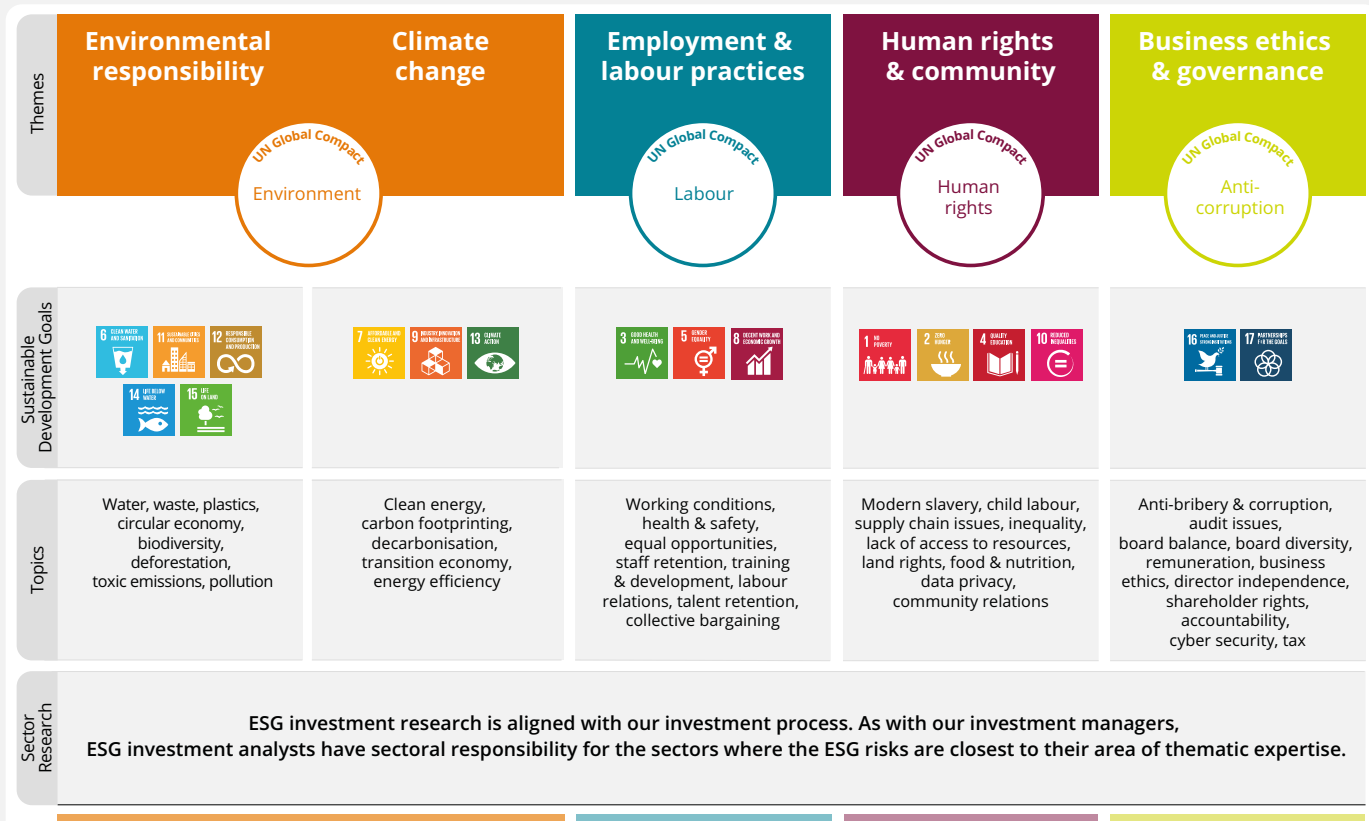 Themes
Environmental
responsibility
Climate
change
Employment &
labour practices
Human rights
& community
Business ethics
& governance
UN Global Compact
Environment
UN Global Compact
Labour
UN Global Compact
Human
rights
UN Global Compact
Anti-
corruption
Sustainable
Development Goals
6 CLEAN WATER
AND SANITATION
11 SUSTAINABLE CITIES
AND COMMUNITIES
12 RESPONSIBLE
CONSUMPTION
AND PRODUCTION
14 LIFE BELOW
WATER
15 LIFE
ON LAND
7 AFFORDABLE AND
CLEAN ENERGY
9 INDUSTRY, INNOVATION
AND INFRASTRUCTURE
13 CLIMATE
ACTION
3 GOOD HEALTH
AND WELL-BEING
5 GENDER
EQUALITY
8 DECENT WORK AND
ECONOMIC GROWTH
1 NO
POVERTY
2 ZERO
HUNGER
4 QUALITY
EDUCATION
10 REDUCED
INEQUALITIES
16 PEACE AND JUSTICE
STRONG INSTITUTIONS
17 PARTNERSHIPS
FOR THE GOALS
Topics
Water, waste, plastics,
circular economy,
biodiversity,
deforestation,
toxic emissions, pollution
Clean energy,
carbon footprinting,
decarbonisation,
transition economy,
energy efficiency
Working conditions,
health & safety,
equal opportunities,
staff retention, training
& development, labour
relations, talent retention,
collective bargaining
Modern slavery, child labour,
supply chain issues, inequality,
lack of access to resources,
land rights, food & nutrition,
data privacy,
community relations
Anti-bribery & corruption,
audit issues,
board balance, board diversity,
remuneration, business
ethics, director independence,
shareholder rights,
accountability,
cyber security, tax
Sector
Research
ESG investment research is aligned with our investment process. As with our investment managers,
ESG investment analysts have sectoral responsibility for the sectors where the ESG risks are closest to their area of thematic expertise.